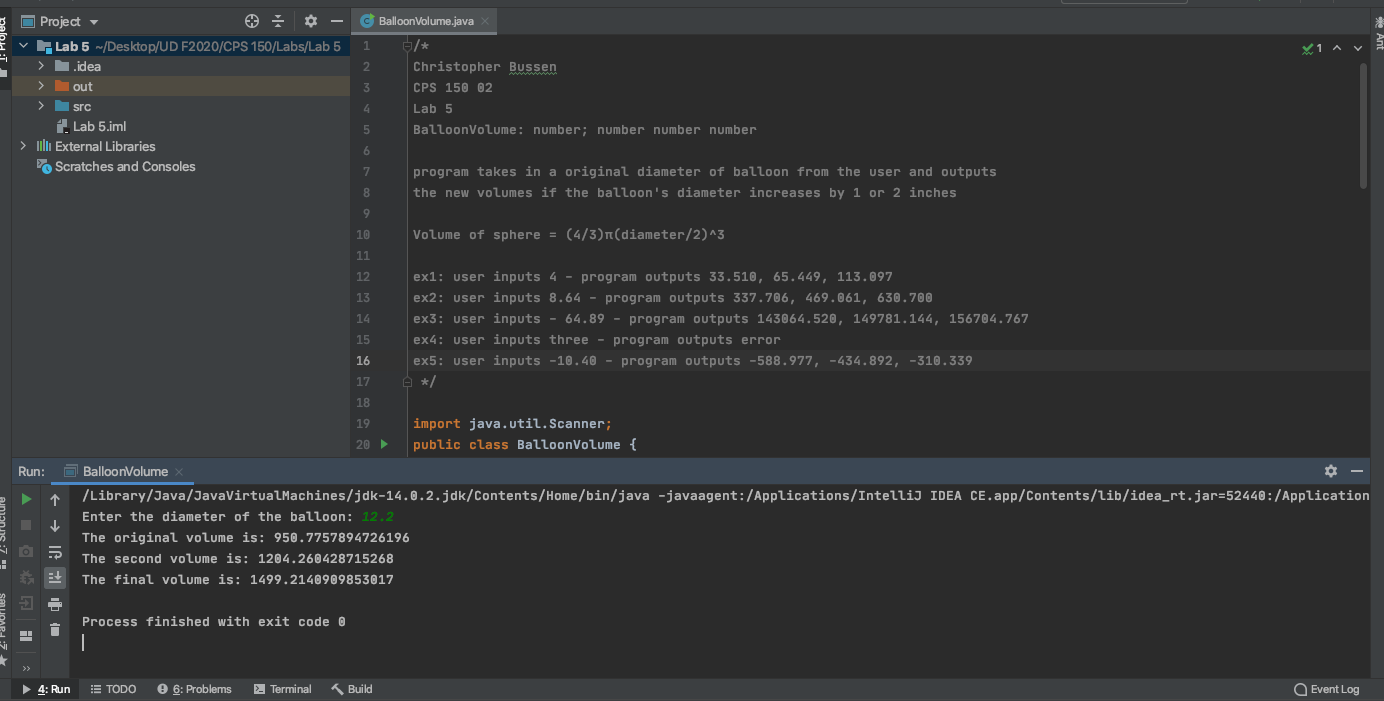 Project
BalloonVolume.java
1: Project
Lab 5 ~/Desktop/UD F2020/CPS 150/Labs/Lab 5
.idea
out
src
Lab 5.iml
External Libraries
Scratches and Consoles
1 /*
2 Christopher Bussen
3 CPS 150 02
4 Lab 5
5 BalloonVolume: number; number number number
6
7 program takes in a original diameter of balloon from the user and outputs
8 the new volumes if the balloon's diameter increases by 1 or 2 inches
9
10 Volume of sphere = (4/3)π(diameter/2)^3
11
12 ex1: user inputs 4 - program outputs 33.510, 65.449, 113.097
13 ex2: user inputs 8.64 - program outputs 337.706, 469.061, 630.700
14 ex3: user inputs - 64.89 - program outputs 143064.520, 149781.144, 156704.767
15 ex4: user inputs three - program outputs error
16 ex5: user inputs -10.40 - program outputs -588.977, -434.892, -310.339
17 */
18
19 import java.util.Scanner;
20 public class BalloonVolume {
1
Ant
Run: BalloonVolume
/Library/Java/JavaVirtualMachines/jdk-14.0.2.jdk/Contents/Home/bin/java -javaagent:/Applications/IntelliJ IDEA CE.app/Contents/lib/idea_rt.jar=52440:/Application
Enter the diameter of the balloon: 12.2
The original volume is: 950.7757894726196
The second volume is: 1204.260428715268
The final volume is: 1499.2140909853017
Process finished with exit code 0
Z: Structure
2: Favorites
4: Run
TODO
6: Problems
Terminal
Build
Event Log